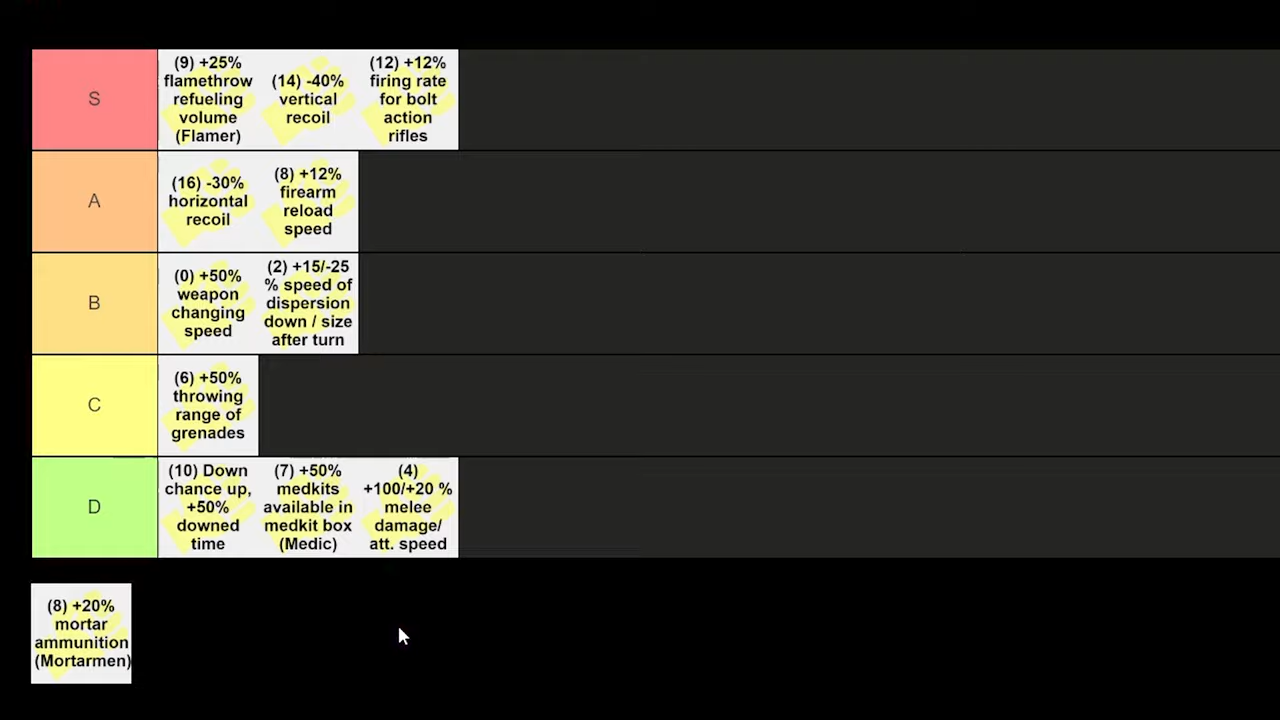 S
(9) +25%
flamethrow
refueling
volume
(Flamer)
(14) -40%
vertical
recoil
(12) +12%
firing rate
for bolt
action
rifles
A
(16) -30%
horizontal
recoil
(8) +12%
firearm
reload
speed
B
(0) +50%
weapon
changing
speed
(2) +15/-25
% speed of
dispersion
down / size
after turn
C
(6) +50%
throwing
range of
grenades
D
(10) Down
chance up,
+50%
downed
time
(7) +50%
medkits
available in
medkit box
(Medic)
(4)
+100/+20 %
melee
damage/
att. speed
(8) +20%
mortar
ammunition
(Mortarmen)